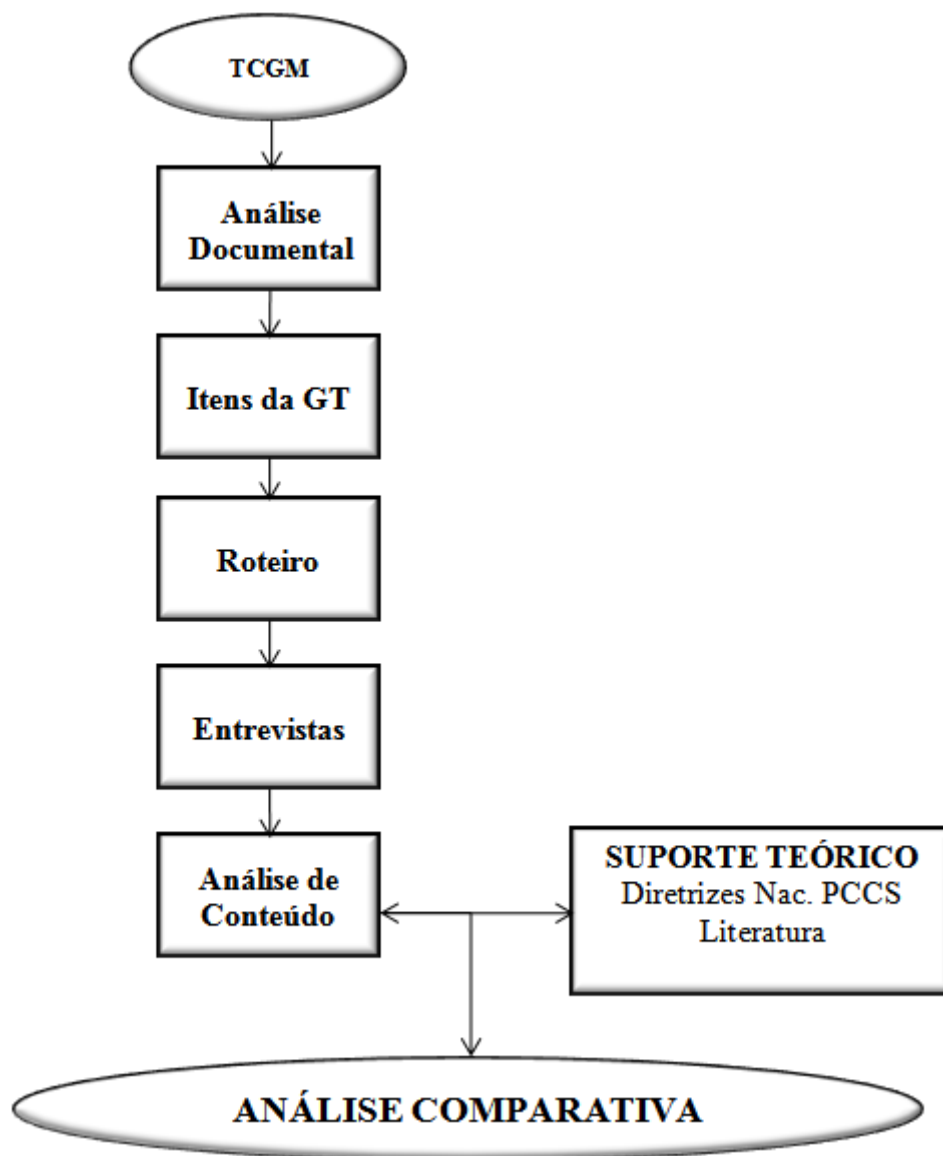 TCGM
Análise
Documental
Itens da GT
Roteiro
Entrevistas
Análise de
Conteúdo
SUPORTE TEÓRICO
Diretrizes Nac. PCCS
Literatura
ANÁLISE COMPARATIVA